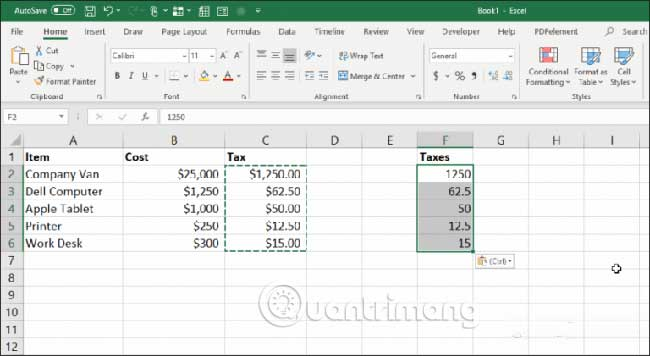 AutoSave Off Book1 - Excel
File Home Insert Draw Page Layout Formulas Data Review View Help PDFelement Search
Paste Cut Copy Format Painter Clipboard
Calibri 11 B I U Font
Wrap Text Merge & Center Alignment
General $ % Number
Conditional Formatting Format as Table Cell Styles Styles
F2 fx 1250
A B C D E F G H I
1 Item Cost Tax Taxes
2 Company Van $25,000 $1,250.00 1250
3 Dell Computer $1,250 $62.50 62.5
4 Apple Tablet $1,000 $50.00 50
5 Printer $250 $12.50 12.5
6 Work Desk $300 $15.00 15
7 (Ctrl)
8
9
10 Quantrimang
11
12